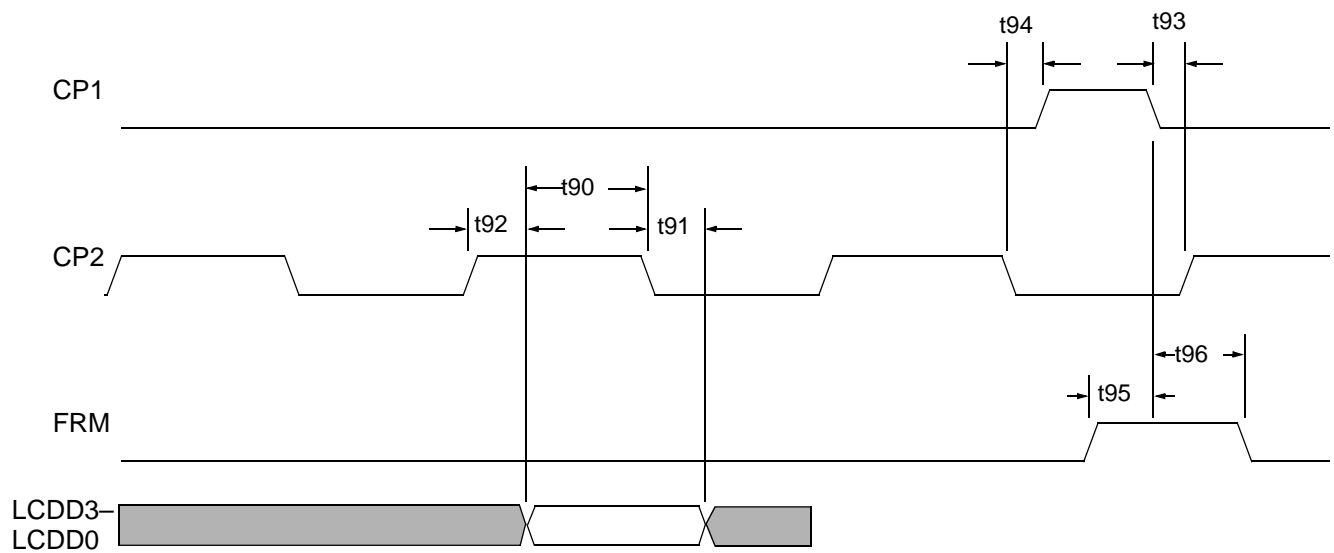 t94
t93
CP1
t90
t92
t91
CP2
t96
t95
FRM
LCDD3–
LCDD0